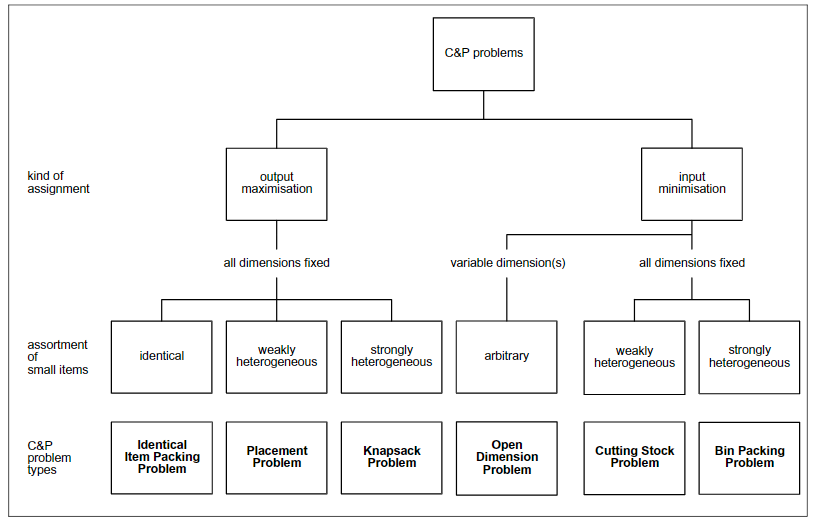 C&P problems
kind of
assignment
output
maximisation
input
minimisation
all dimensions fixed
variable dimension(s)
all dimensions fixed
assortment
of
small items
identical
weakly
heterogeneous
strongly
heterogeneous
arbitrary
weakly
heterogeneous
strongly
heterogeneous
C&P
problem
types
Identical
Item Packing
Problem
Placement
Problem
Knapsack
Problem
Open
Dimension
Problem
Cutting Stock
Problem
Bin Packing
Problem